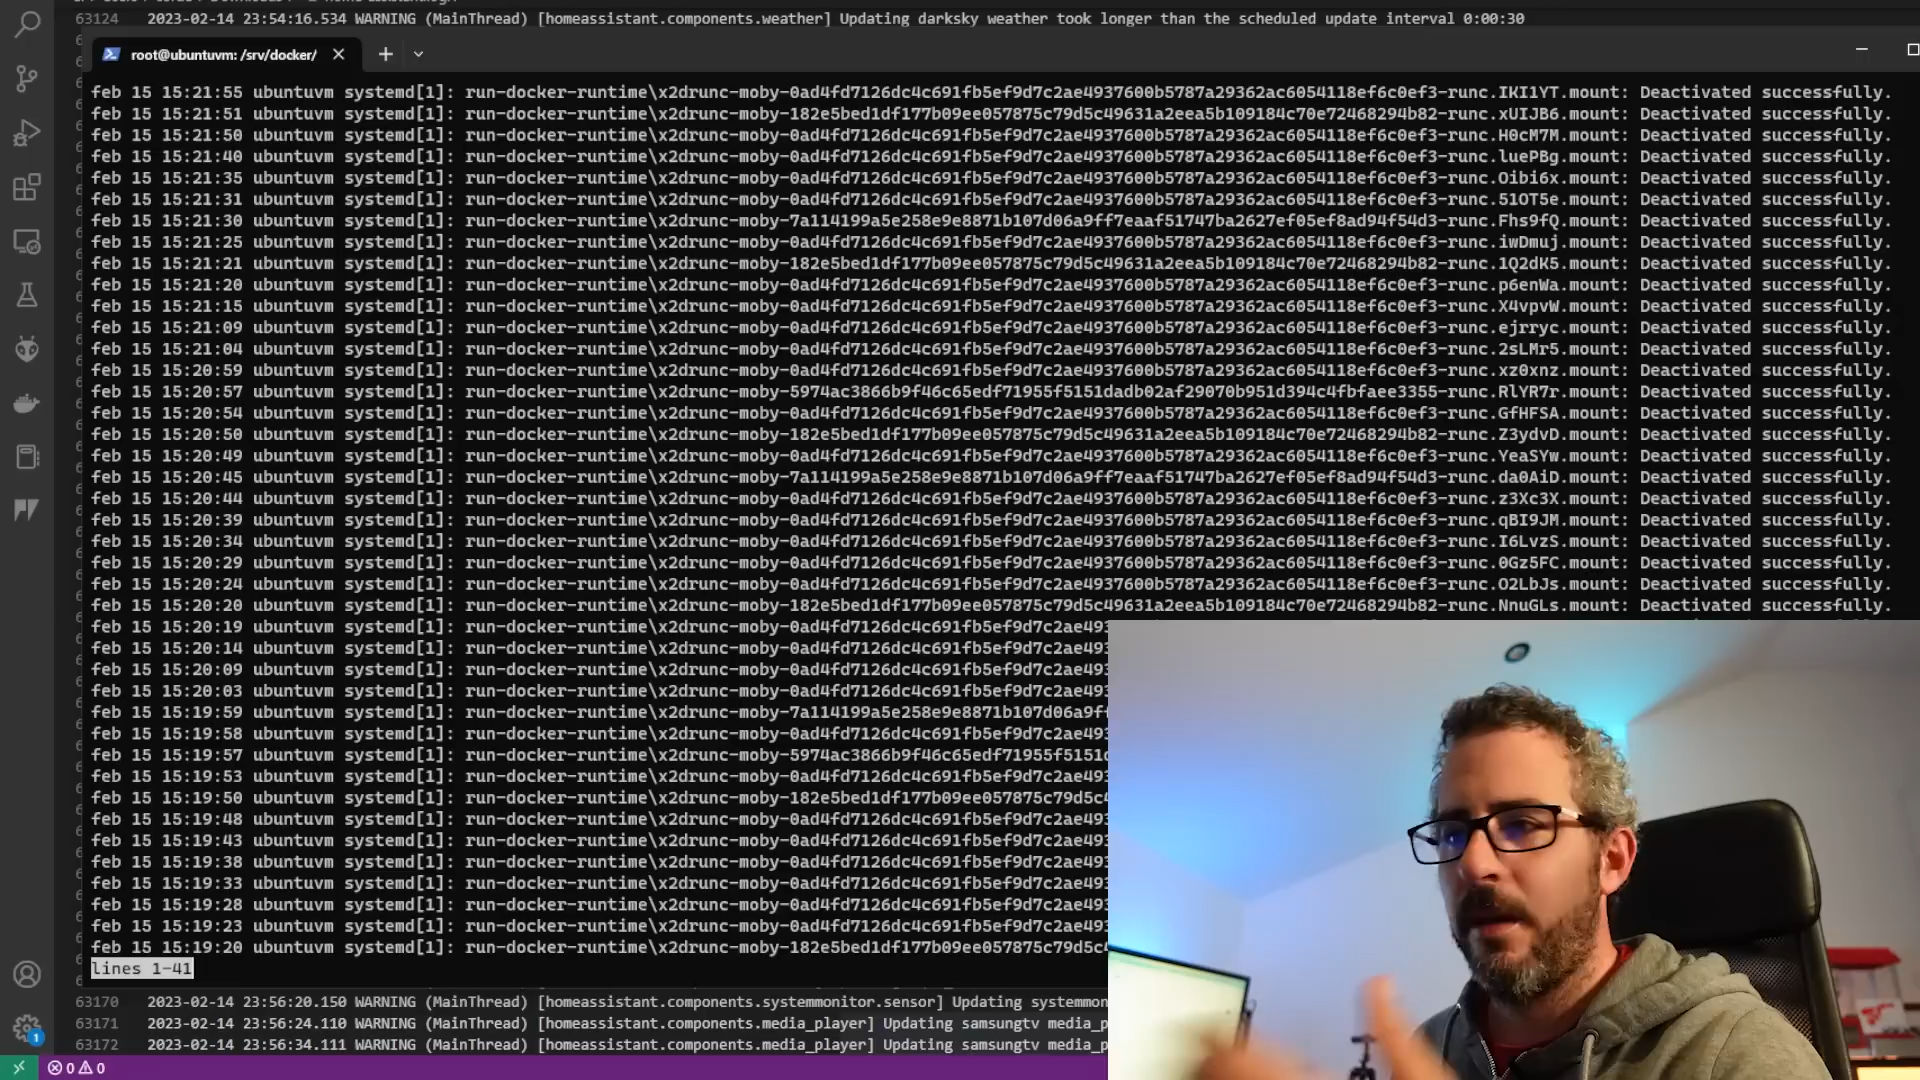 63124 2023-02-14 23:54:16.534 WARNING (MainThread) [homeassistant.components.weather] Updating darksky weather took longer than the scheduled update interval 0:00:30
root@ubuntuvm: /srv/docker/
feb 15 15:21:55 ubuntuvm systemd[1]: run-docker-runtime\x2drunc-moby-0ad4fd7126dc4c691fb5ef9d7c2ae4937600b5787a29362ac6054118ef6c0ef3-runc.IKI1YT.mount: Deactivated successfully.
feb 15 15:21:51 ubuntuvm systemd[1]: run-docker-runtime\x2drunc-moby-182e5bed1df177b09ee057875c79d5c49631a2eea5b109184c70e72468294b82-runc.xUIJB6.mount: Deactivated successfully.
feb 15 15:21:50 ubuntuvm systemd[1]: run-docker-runtime\x2drunc-moby-0ad4fd7126dc4c691fb5ef9d7c2ae4937600b5787a29362ac6054118ef6c0ef3-runc.H0cM7M.mount: Deactivated successfully.
feb 15 15:21:40 ubuntuvm systemd[1]: run-docker-runtime\x2drunc-moby-0ad4fd7126dc4c691fb5ef9d7c2ae4937600b5787a29362ac6054118ef6c0ef3-runc.luePBg.mount: Deactivated successfully.
feb 15 15:21:35 ubuntuvm systemd[1]: run-docker-runtime\x2drunc-moby-0ad4fd7126dc4c691fb5ef9d7c2ae4937600b5787a29362ac6054118ef6c0ef3-runc.Oibi6x.mount: Deactivated successfully.
feb 15 15:21:31 ubuntuvm systemd[1]: run-docker-runtime\x2drunc-moby-0ad4fd7126dc4c691fb5ef9d7c2ae4937600b5787a29362ac6054118ef6c0ef3-runc.51OT5e.mount: Deactivated successfully.
feb 15 15:21:30 ubuntuvm systemd[1]: run-docker-runtime\x2drunc-moby-7a114199a5e258e9e8871b107d06a9ff7eaaf51747ba2627ef05ef8ad94f54d3-runc.Fhs9fQ.mount: Deactivated successfully.
feb 15 15:21:25 ubuntuvm systemd[1]: run-docker-runtime\x2drunc-moby-0ad4fd7126dc4c691fb5ef9d7c2ae4937600b5787a29362ac6054118ef6c0ef3-runc.iwDmuj.mount: Deactivated successfully.
feb 15 15:21:21 ubuntuvm systemd[1]: run-docker-runtime\x2drunc-moby-182e5bed1df177b09ee057875c79d5c49631a2eea5b109184c70e72468294b82-runc.1Q2dK5.mount: Deactivated successfully.
feb 15 15:21:20 ubuntuvm systemd[1]: run-docker-runtime\x2drunc-moby-0ad4fd7126dc4c691fb5ef9d7c2ae4937600b5787a29362ac6054118ef6c0ef3-runc.p6enWa.mount: Deactivated successfully.
feb 15 15:21:15 ubuntuvm systemd[1]: run-docker-runtime\x2drunc-moby-0ad4fd7126dc4c691fb5ef9d7c2ae4937600b5787a29362ac6054118ef6c0ef3-runc.X4vpvW.mount: Deactivated successfully.
feb 15 15:21:09 ubuntuvm systemd[1]: run-docker-runtime\x2drunc-moby-0ad4fd7126dc4c691fb5ef9d7c2ae4937600b5787a29362ac6054118ef6c0ef3-runc.ejrryc.mount: Deactivated successfully.
feb 15 15:21:04 ubuntuvm systemd[1]: run-docker-runtime\x2drunc-moby-0ad4fd7126dc4c691fb5ef9d7c2ae4937600b5787a29362ac6054118ef6c0ef3-runc.2sLMr5.mount: Deactivated successfully.
feb 15 15:20:59 ubuntuvm systemd[1]: run-docker-runtime\x2drunc-moby-0ad4fd7126dc4c691fb5ef9d7c2ae4937600b5787a29362ac6054118ef6c0ef3-runc.xz0xnz.mount: Deactivated successfully.
feb 15 15:20:57 ubuntuvm systemd[1]: run-docker-runtime\x2drunc-moby-5974ac3866b9f46c65edf71955f5151dadb02af29070b951d394c4fbfaee3355-runc.RlYR7r.mount: Deactivated successfully.
feb 15 15:20:54 ubuntuvm systemd[1]: run-docker-runtime\x2drunc-moby-0ad4fd7126dc4c691fb5ef9d7c2ae4937600b5787a29362ac6054118ef6c0ef3-runc.GfHFSA.mount: Deactivated successfully.
feb 15 15:20:50 ubuntuvm systemd[1]: run-docker-runtime\x2drunc-moby-182e5bed1df177b09ee057875c79d5c49631a2eea5b109184c70e72468294b82-runc.Z3ydvD.mount: Deactivated successfully.
feb 15 15:20:49 ubuntuvm systemd[1]: run-docker-runtime\x2drunc-moby-0ad4fd7126dc4c691fb5ef9d7c2ae4937600b5787a29362ac6054118ef6c0ef3-runc.YeaSYw.mount: Deactivated successfully.
feb 15 15:20:45 ubuntuvm systemd[1]: run-docker-runtime\x2drunc-moby-7a114199a5e258e9e8871b107d06a9ff7eaaf51747ba2627ef05ef8ad94f54d3-runc.da0AiD.mount: Deactivated successfully.
feb 15 15:20:44 ubuntuvm systemd[1]: run-docker-runtime\x2drunc-moby-0ad4fd7126dc4c691fb5ef9d7c2ae4937600b5787a29362ac6054118ef6c0ef3-runc.z3Xc3X.mount: Deactivated successfully.
feb 15 15:20:39 ubuntuvm systemd[1]: run-docker-runtime\x2drunc-moby-0ad4fd7126dc4c691fb5ef9d7c2ae4937600b5787a29362ac6054118ef6c0ef3-runc.qBI9JM.mount: Deactivated successfully.
feb 15 15:20:34 ubuntuvm systemd[1]: run-docker-runtime\x2drunc-moby-0ad4fd7126dc4c691fb5ef9d7c2ae4937600b5787a29362ac6054118ef6c0ef3-runc.I6LvzS.mount: Deactivated successfully.
feb 15 15:20:29 ubuntuvm systemd[1]: run-docker-runtime\x2drunc-moby-0ad4fd7126dc4c691fb5ef9d7c2ae4937600b5787a29362ac6054118ef6c0ef3-runc.0Gz5FC.mount: Deactivated successfully.
feb 15 15:20:24 ubuntuvm systemd[1]: run-docker-runtime\x2drunc-moby-0ad4fd7126dc4c691fb5ef9d7c2ae4937600b5787a29362ac6054118ef6c0ef3-runc.O2LbJs.mount: Deactivated successfully.
feb 15 15:20:20 ubuntuvm systemd[1]: run-docker-runtime\x2drunc-moby-182e5bed1df177b09ee057875c79d5c49631a2eea5b109184c70e72468294b82-runc.NnuGLs.mount: Deactivated successfully.
feb 15 15:20:19 ubuntuvm systemd[1]: run-docker-runtime\x2drunc-moby-0ad4fd7126dc4c691fb5ef9d7c2ae493
feb 15 15:20:14 ubuntuvm systemd[1]: run-docker-runtime\x2drunc-moby-0ad4fd7126dc4c691fb5ef9d7c2ae493
feb 15 15:20:09 ubuntuvm systemd[1]: run-docker-runtime\x2drunc-moby-0ad4fd7126dc4c691fb5ef9d7c2ae493
feb 15 15:20:03 ubuntuvm systemd[1]: run-docker-runtime\x2drunc-moby-0ad4fd7126dc4c691fb5ef9d7c2ae493
feb 15 15:19:59 ubuntuvm systemd[1]: run-docker-runtime\x2drunc-moby-7a114199a5e258e9e8871b107d06a9ff
feb 15 15:19:58 ubuntuvm systemd[1]: run-docker-runtime\x2drunc-moby-0ad4fd7126dc4c691fb5ef9d7c2ae493
feb 15 15:19:57 ubuntuvm systemd[1]: run-docker-runtime\x2drunc-moby-5974ac3866b9f46c65edf71955f5151d
feb 15 15:19:53 ubuntuvm systemd[1]: run-docker-runtime\x2drunc-moby-0ad4fd7126dc4c691fb5ef9d7c2ae493
feb 15 15:19:50 ubuntuvm systemd[1]: run-docker-runtime\x2drunc-moby-182e5bed1df177b09ee057875c79d5c4
feb 15 15:19:48 ubuntuvm systemd[1]: run-docker-runtime\x2drunc-moby-0ad4fd7126dc4c691fb5ef9d7c2ae493
feb 15 15:19:43 ubuntuvm systemd[1]: run-docker-runtime\x2drunc-moby-0ad4fd7126dc4c691fb5ef9d7c2ae493
feb 15 15:19:38 ubuntuvm systemd[1]: run-docker-runtime\x2drunc-moby-0ad4fd7126dc4c691fb5ef9d7c2ae493
feb 15 15:19:33 ubuntuvm systemd[1]: run-docker-runtime\x2drunc-moby-0ad4fd7126dc4c691fb5ef9d7c2ae493
feb 15 15:19:28 ubuntuvm systemd[1]: run-docker-runtime\x2drunc-moby-0ad4fd7126dc4c691fb5ef9d7c2ae493
feb 15 15:19:23 ubuntuvm systemd[1]: run-docker-runtime\x2drunc-moby-0ad4fd7126dc4c691fb5ef9d7c2ae493
feb 15 15:19:20 ubuntuvm systemd[1]: run-docker-runtime\x2drunc-moby-182e5bed1df177b09ee057875c79d5c4
lines 1-41
63170 2023-02-14 23:56:20.150 WARNING (MainThread) [homeassistant.components.systemmonitor.sensor] Updating systemmon
63171 2023-02-14 23:56:24.110 WARNING (MainThread) [homeassistant.components.media_player] Updating samsungtv media_p
63172 2023-02-14 23:56:34.111 WARNING (MainThread) [homeassistant.components.media_player] Updating samsungtv media_p
1
0 0